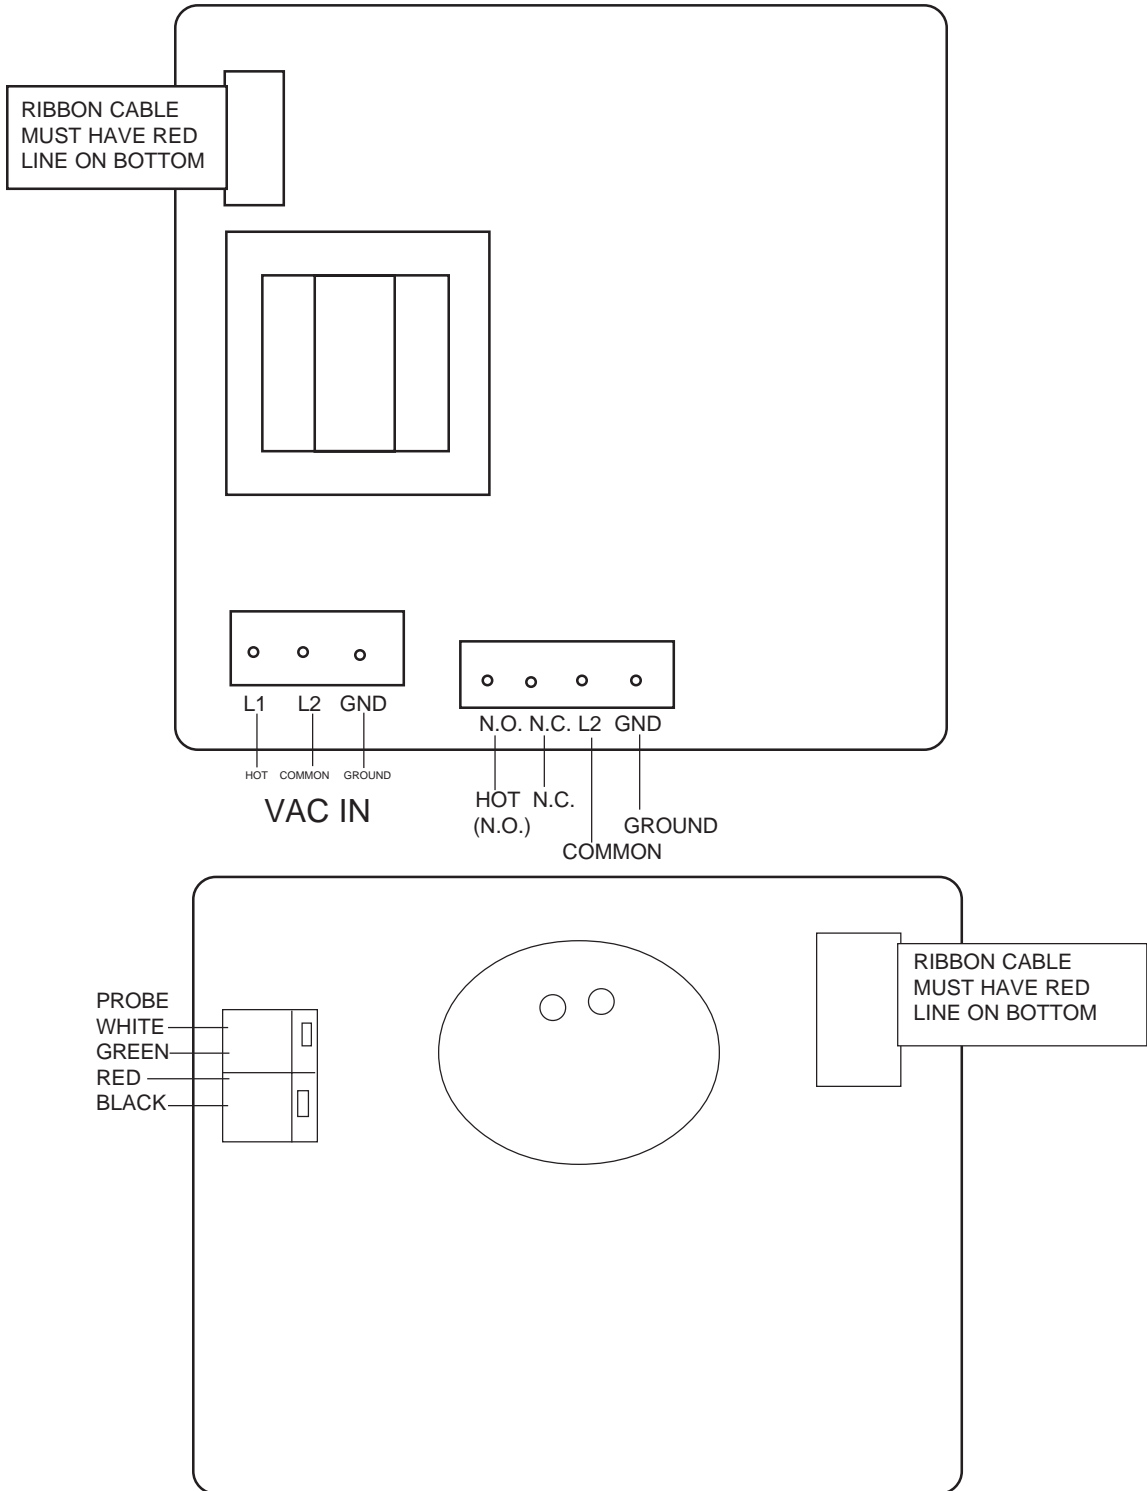 RIBBON CABLE
MUST HAVE RED
LINE ON BOTTOM
L1 L2 GND
HOT COMMON GROUND
VAC IN
N.O. N.C. L2 GND
HOT N.C.
(N.O.)
GROUND
COMMON
RIBBON CABLE
MUST HAVE RED
LINE ON BOTTOM
PROBE
WHITE
GREEN
RED
BLACK